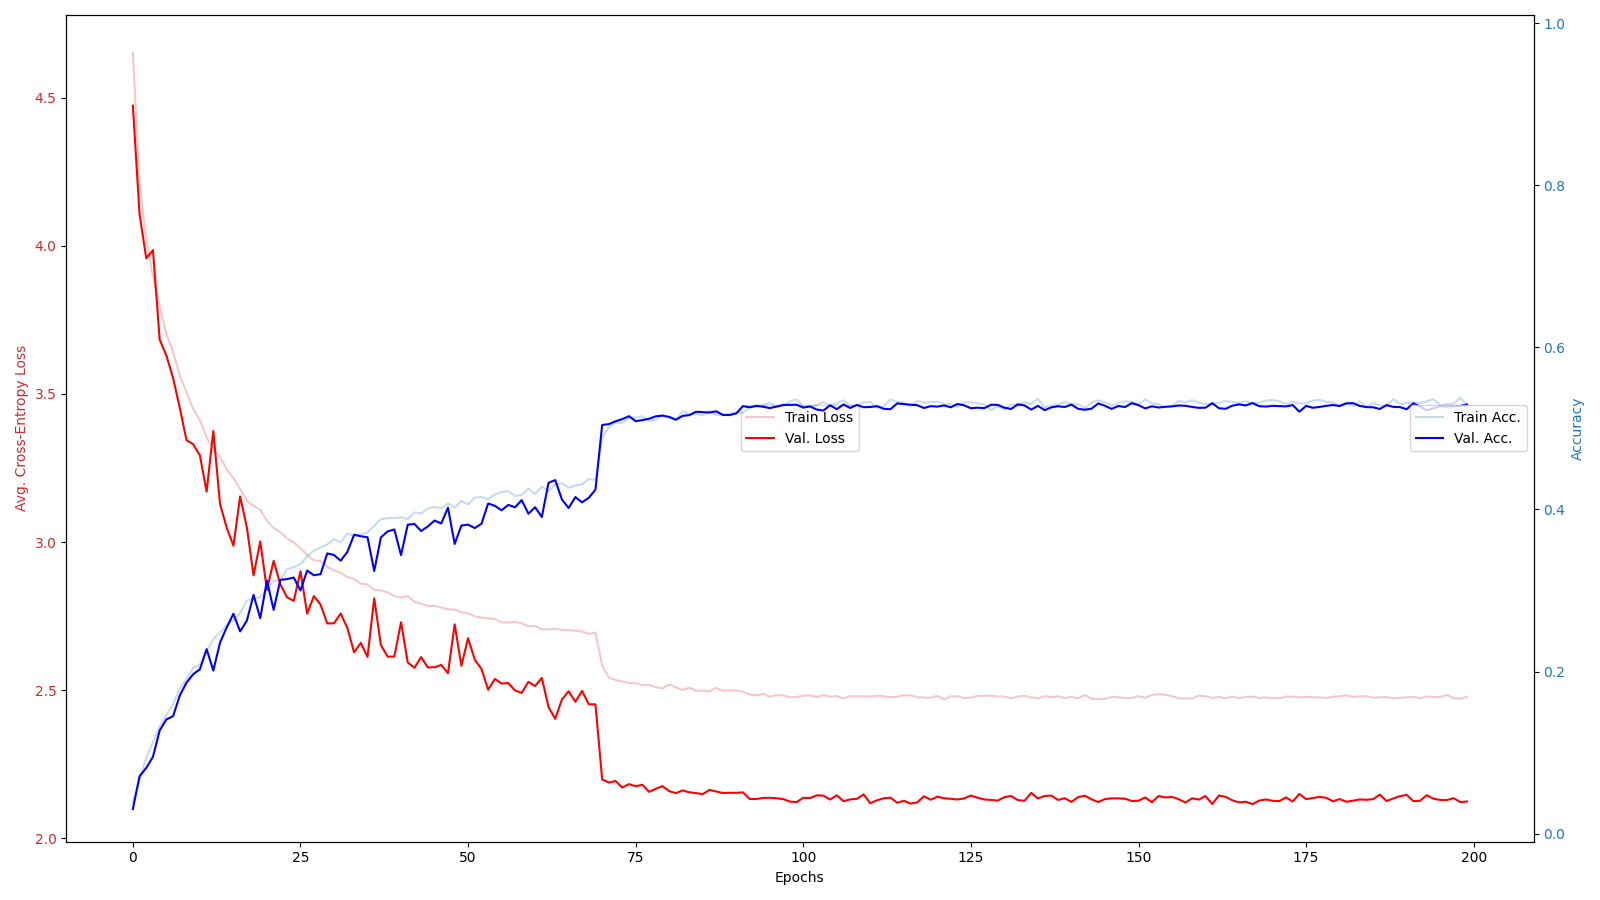 1.0
4.5
0.8
4.0
Avg. Cross-Entropy Loss
0.6
3.5
Train Loss
Val. Loss
Train Acc.
Val. Acc.
Accuracy
3.0
0.4
2.5
0.2
2.0
0.0
0 25 50 75 100 125 150 175 200
Epochs